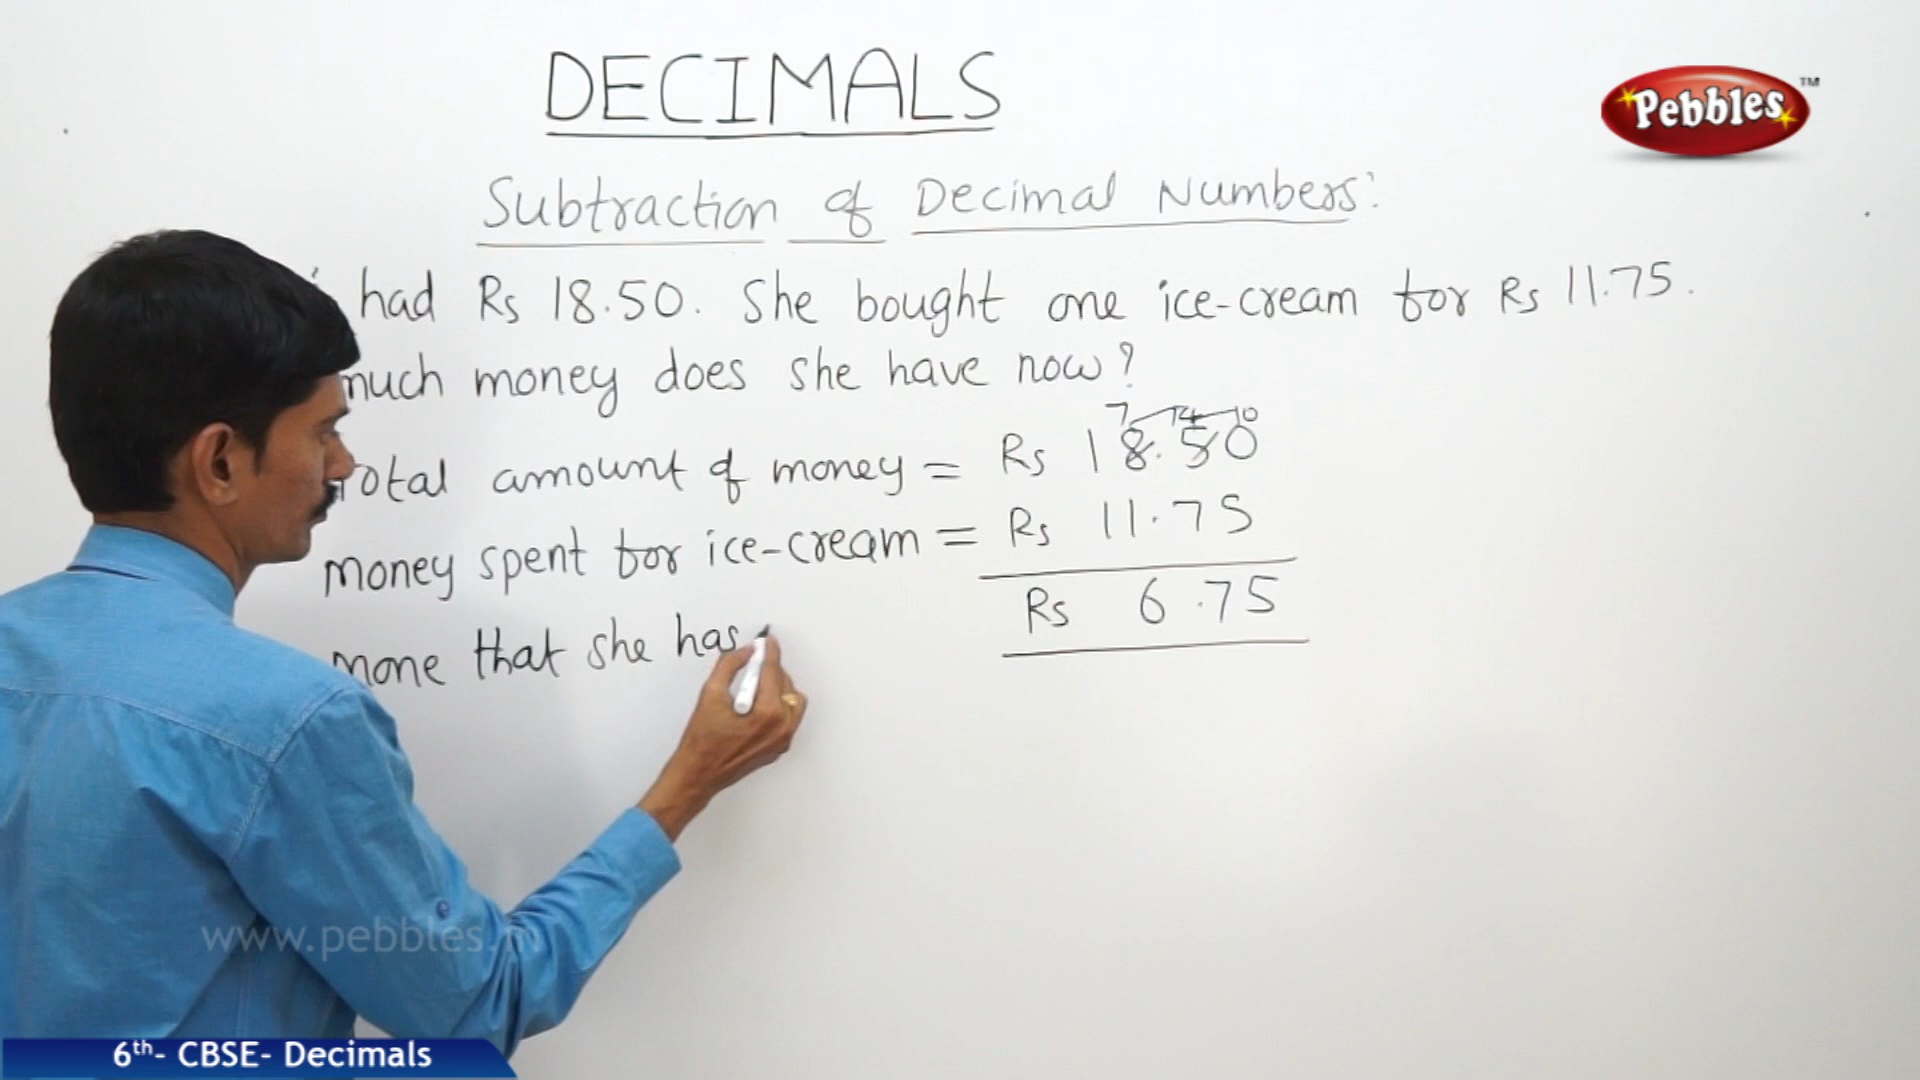 DECIMALS
Pebbles TM
Subtraction of Decimal Numbers:
had Rs 18.50. She bought one ice-cream for Rs 11.75.
much money does she have now?
7 14 10
Total amount of money = Rs 18.50
money spent for ice-cream = Rs 11.75
Rs 6.75
mone that she has
www.pebbles.in
6th- CBSE- Decimals